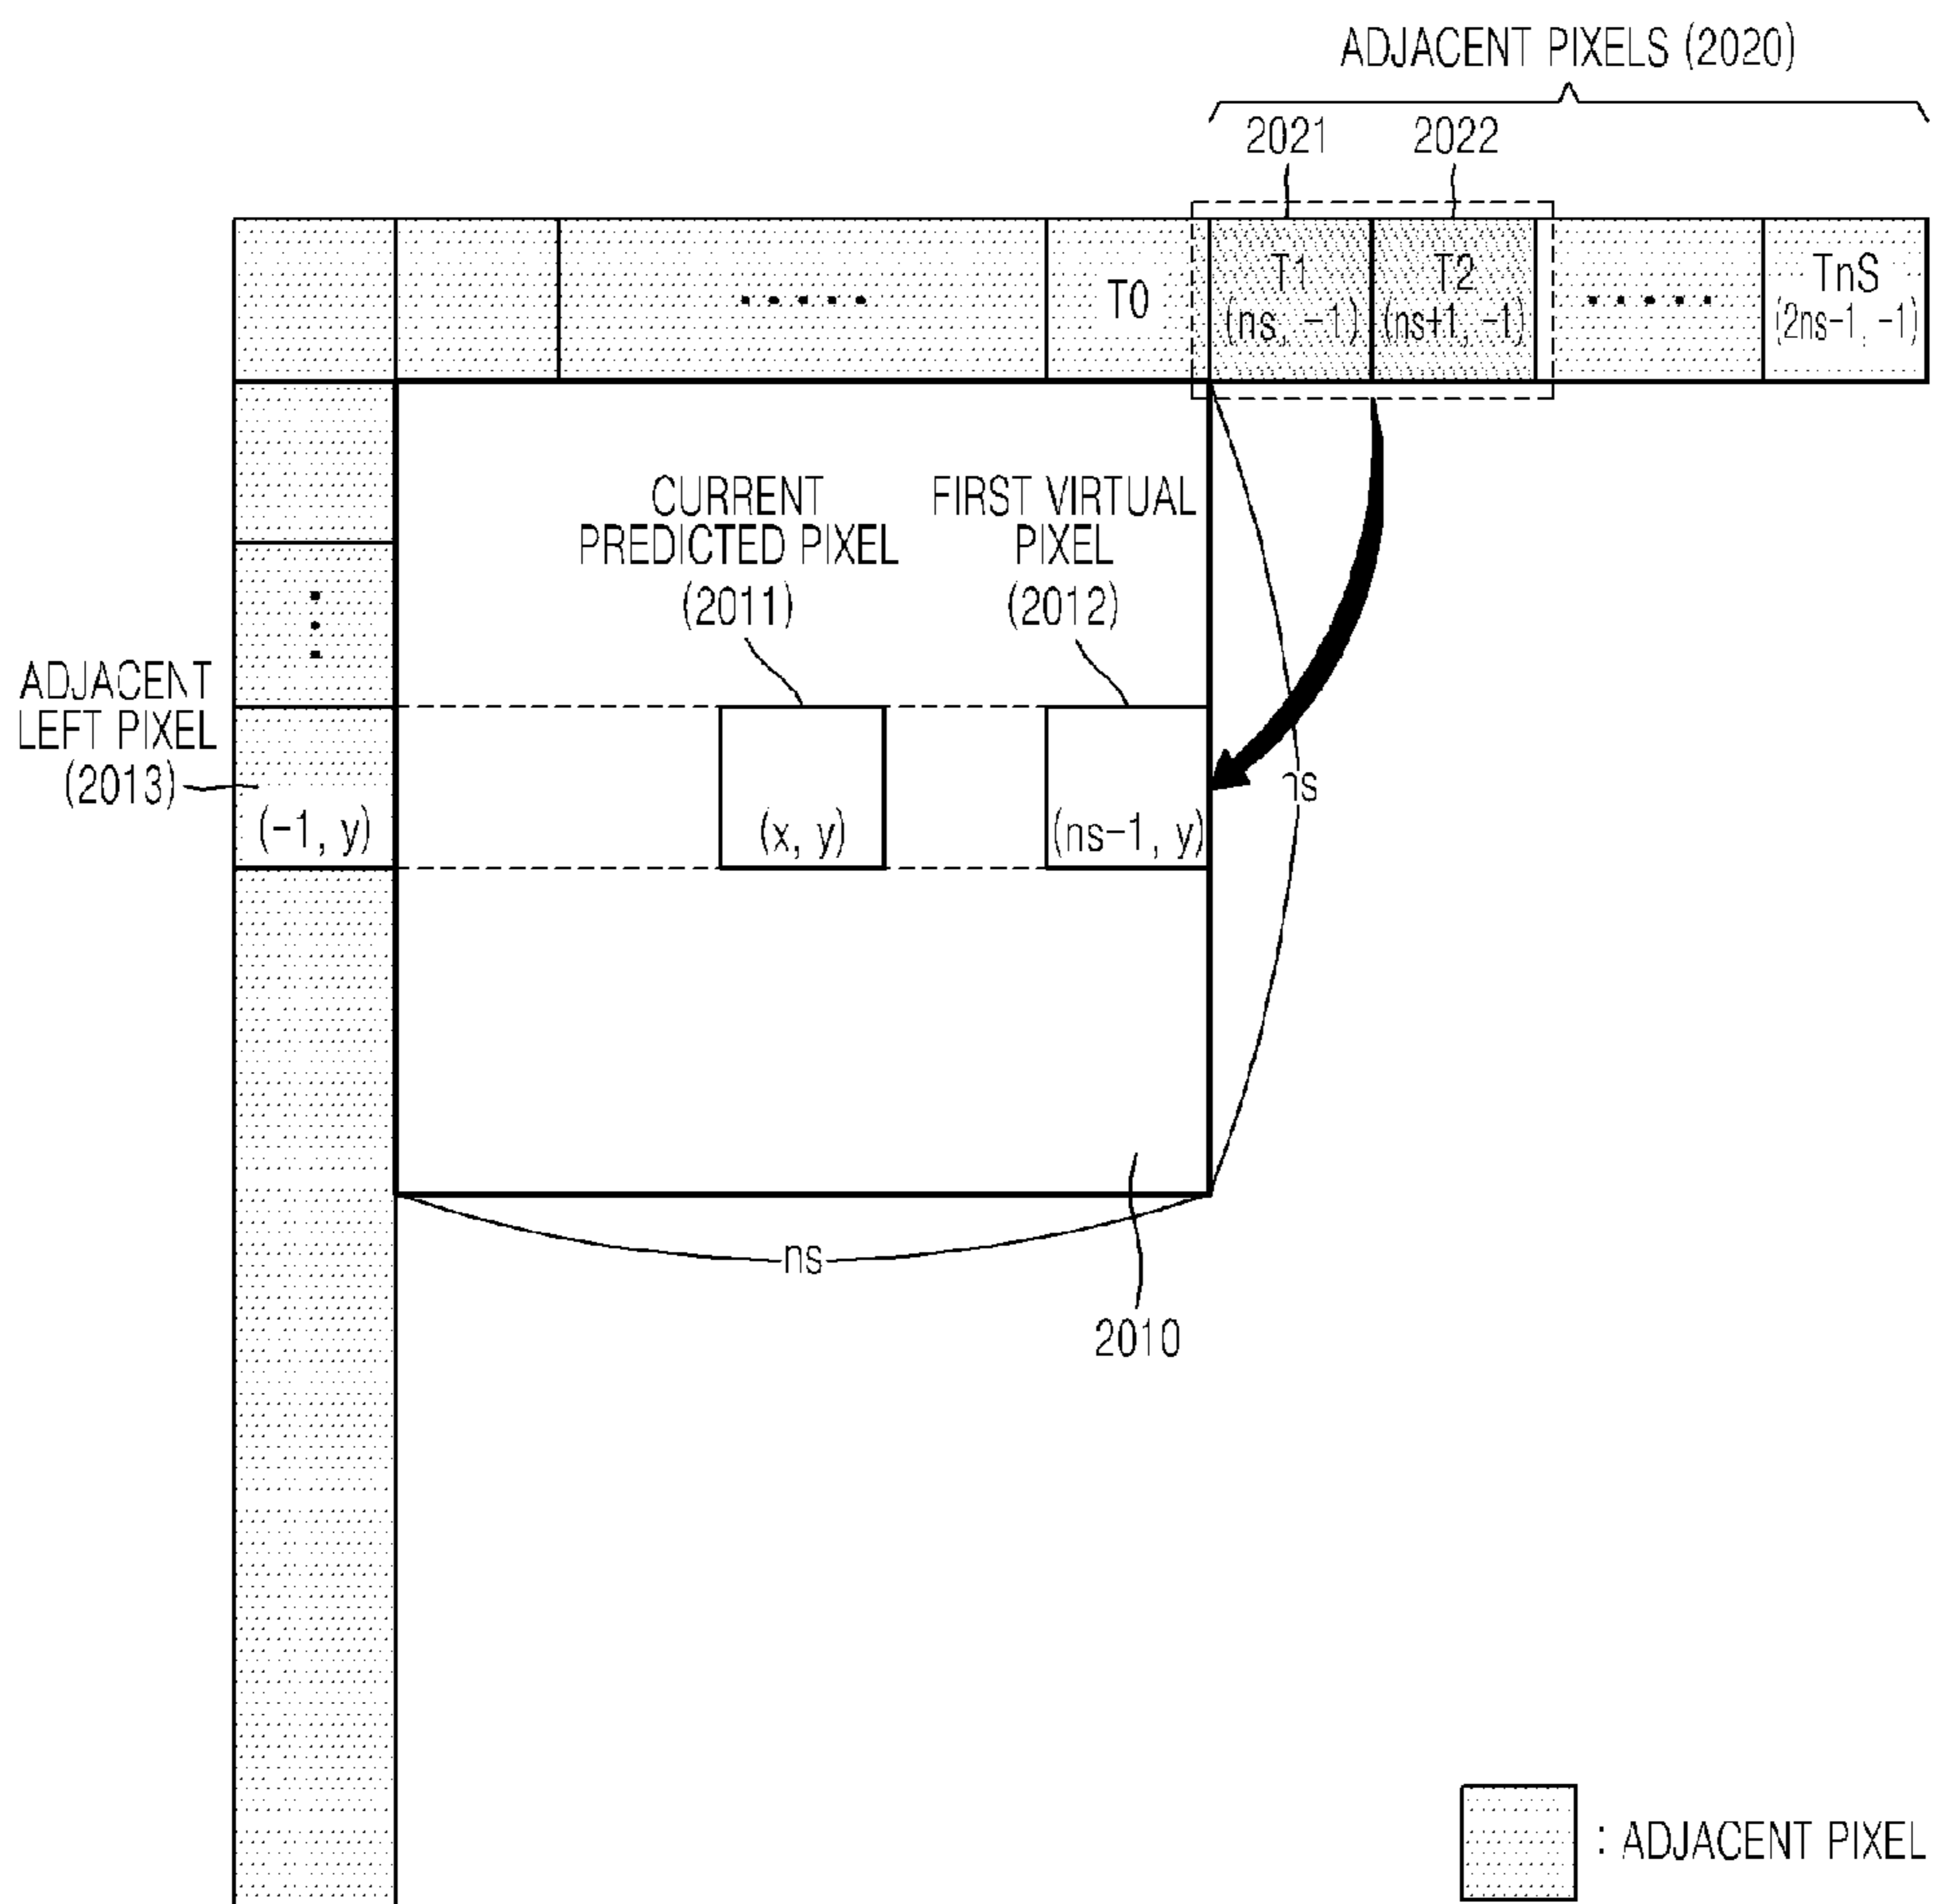 ADJACENT PIXELS (2020)
2021
2022
T0
T1
(ns, -1)
T2
(ns+1, -1)
TnS
(2ns-1, -1)
CURRENT
PREDICTED PIXEL
(2011)
FIRST VIRTUAL
PIXEL
(2012)
ADJACENT
LEFT PIXEL
(2013)
(-1, y)
(x, y)
(ns-1, y)
ns
ns
2010
: ADJACENT PIXEL